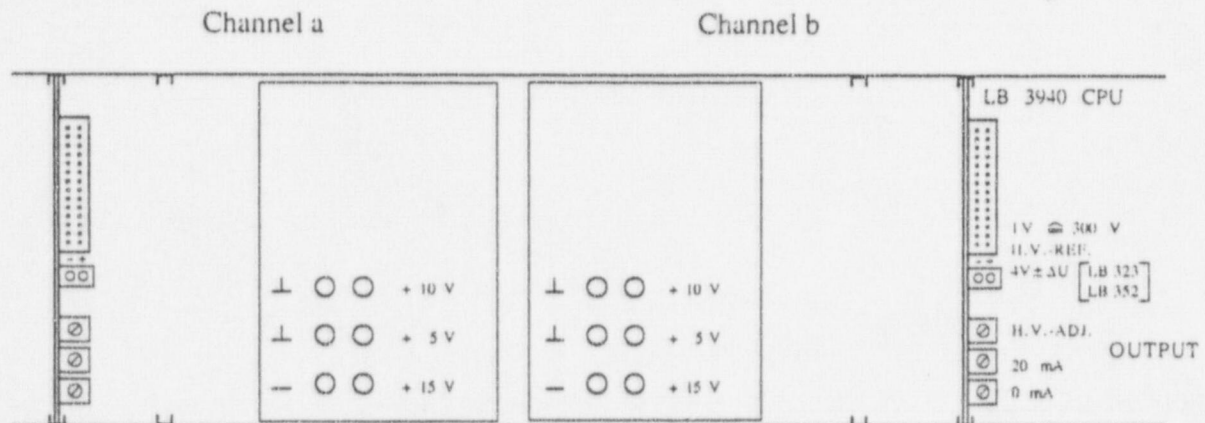 Channel a
Channel b
LB 3940 CPU
1V ≙ 300 V
H.V.-REF.
- +
- +
4V ± ΔU [LB 323
LB 352]
⊥ + 10 V
⊥ + 10 V
⊥ + 5 V
⊥ + 5 V
H.V.-ADJ.
OUTPUT
20 mA
— + 15 V
— + 15 V
0 mA